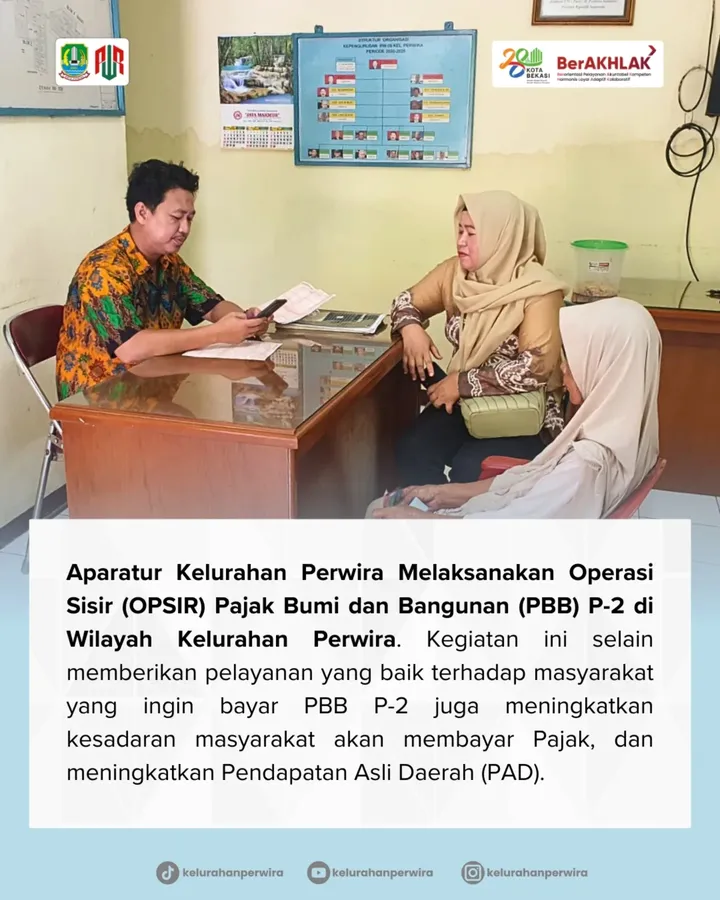 STRUKTUR ORGANISASI
KOTA
BEKASI
BerAKHLAK
Aparatur Kelurahan Perwira Melaksanakan Operasi
Sisir (OPSIR) Pajak Bumi dan Bangunan (PBB) P-2 di
Wilayah Kelurahan Perwira. Kegiatan ini selain
memberikan pelayanan yang baik terhadap masyarakat
yang ingin bayar PBB P-2 juga meningkatkan
kesadaran masyarakat akan membayar Pajak, dan
meningkatkan Pendapatan Asli Daerah (PAD).
kelurahanperwira
kelurahanperwira
kelurahanperwira